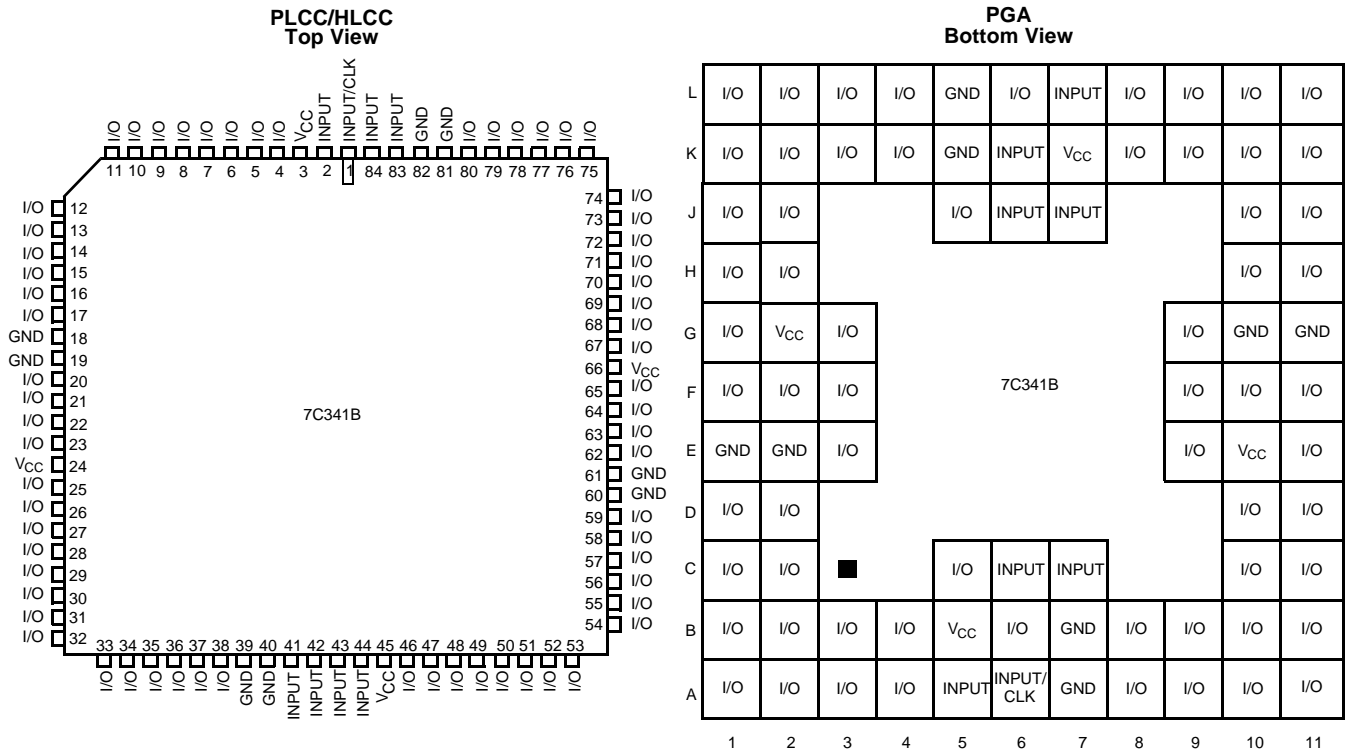 PLCC/HLCC
Top View
I/O I/O I/O I/O I/O I/O I/O I/O VCC INPUT INPUT/CLK INPUT INPUT GND GND I/O I/O I/O I/O I/O I/O
11 10 9 8 7 6 5 4 3 2 1 84 83 82 81 80 79 78 77 76 75
I/O 12 74 I/O
I/O 13 73 I/O
I/O 14 72 I/O
I/O 15 71 I/O
I/O 16 70 I/O
I/O 17 69 I/O
GND 18 68 I/O
GND 19 67 I/O
I/O 20 66 VCC
I/O 21 65 I/O
I/O 22 64 I/O
7C341B
I/O 23 63 I/O
VCC 24 62 I/O
I/O 25 61 GND
I/O 26 60 GND
I/O 27 59 I/O
I/O 28 58 I/O
I/O 29 57 I/O
I/O 30 56 I/O
I/O 31 55 I/O
I/O 32 54 I/O
33 34 35 36 37 38 39 40 41 42 43 44 45 46 47 48 49 50 51 52 53
I/O I/O I/O I/O I/O I/O GND GND INPUT INPUT INPUT INPUT VCC I/O I/O I/O I/O I/O I/O I/O I/O
PGA
Bottom View
L I/O I/O I/O I/O GND I/O INPUT I/O I/O I/O I/O
K I/O I/O I/O I/O GND INPUT VCC I/O I/O I/O I/O
J I/O I/O I/O INPUT INPUT I/O I/O
H I/O I/O I/O I/O
G I/O VCC I/O I/O GND GND
F I/O I/O I/O 7C341B I/O I/O I/O
E GND GND I/O I/O VCC I/O
D I/O I/O I/O I/O
C I/O I/O I/O INPUT INPUT I/O I/O
B I/O I/O I/O I/O VCC I/O GND I/O I/O I/O I/O
A I/O I/O I/O I/O INPUT INPUT/CLK GND I/O I/O I/O I/O
1 2 3 4 5 6 7 8 9 10 11